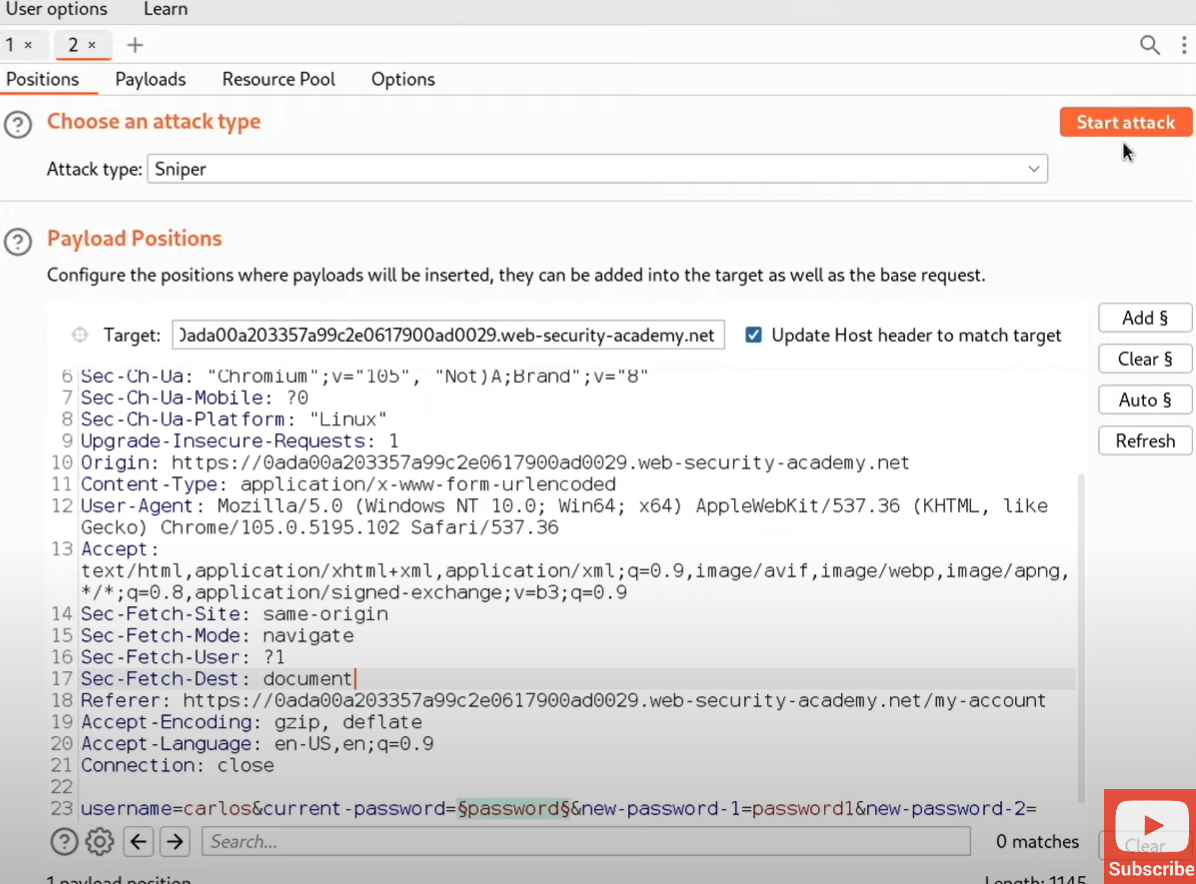 User options Learn
1 × 2 × +
Positions Payloads Resource Pool Options
? Choose an attack type Start attack
Attack type: Sniper
? Payload Positions
Configure the positions where payloads will be inserted, they can be added into the target as well as the base request.
Target: 0ada00a203357a99c2e0617900ad0029.web-security-academy.net Update Host header to match target
Add §
Clear §
Auto §
Refresh
6 Sec-Ch-Ua: "Chromium";v="105", "Not)A;Brand";v="8"
7 Sec-Ch-Ua-Mobile: ?0
8 Sec-Ch-Ua-Platform: "Linux"
9 Upgrade-Insecure-Requests: 1
10 Origin: https://0ada00a203357a99c2e0617900ad0029.web-security-academy.net
11 Content-Type: application/x-www-form-urlencoded
12 User-Agent: Mozilla/5.0 (Windows NT 10.0; Win64; x64) AppleWebKit/537.36 (KHTML, like
Gecko) Chrome/105.0.5195.102 Safari/537.36
13 Accept:
text/html,application/xhtml+xml,application/xml;q=0.9,image/avif,image/webp,image/apng,
*/*;q=0.8,application/signed-exchange;v=b3;q=0.9
14 Sec-Fetch-Site: same-origin
15 Sec-Fetch-Mode: navigate
16 Sec-Fetch-User: ?1
17 Sec-Fetch-Dest: document
18 Referer: https://0ada00a203357a99c2e0617900ad0029.web-security-academy.net/my-account
19 Accept-Encoding: gzip, deflate
20 Accept-Language: en-US,en;q=0.9
21 Connection: close
22
23 username=carlos&current-password=§password§&new-password-1=password1&new-password-2=
? Search... 0 matches
Clear
Subscribe
1 payload position Length: 1145